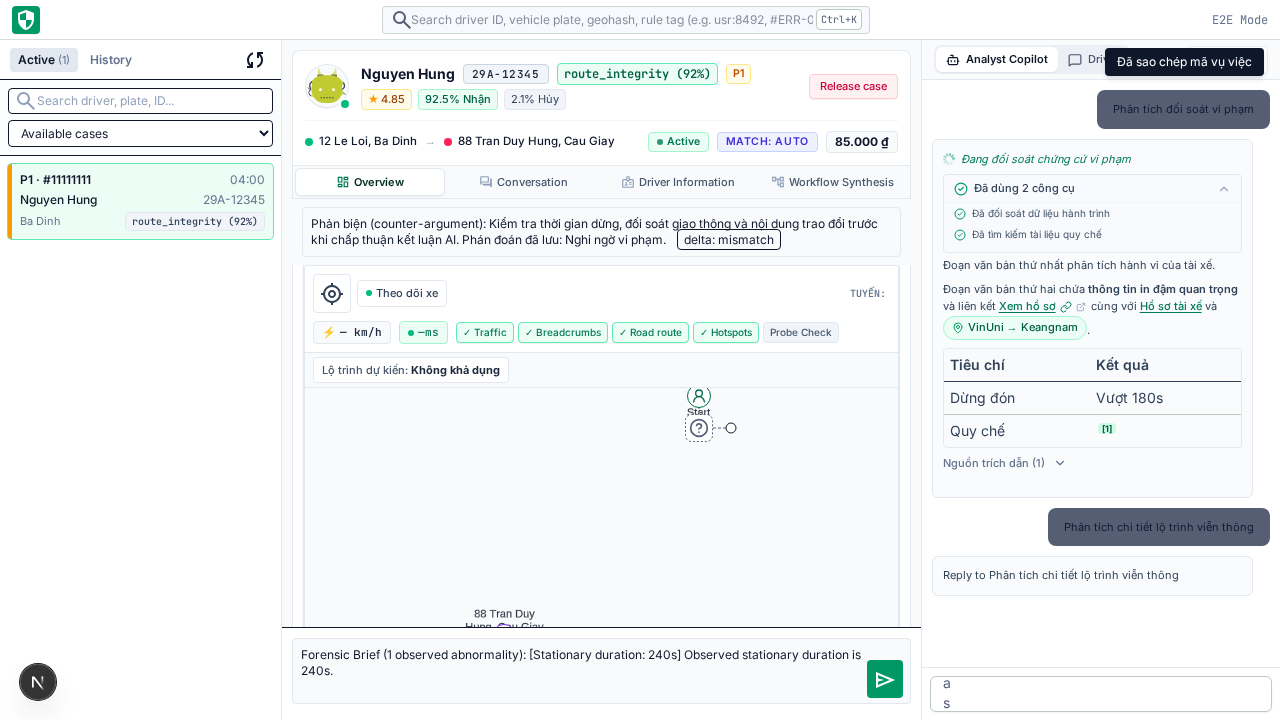 Search driver ID, vehicle plate, geohash, rule tag (e.g. usr:8492, #ERR-0
Ctrl+K
E2E Mode
Active (1)
History
Search driver, plate, ID...
Available cases
P1 · #11111111
04:00
Nguyen Hung
29A-12345
Ba Dinh
route_integrity (92%)
Nguyen Hung
29A-12345
route_integrity (92%)
P1
★ 4.85
92.5% Nhận
2.1% Hủy
Release case
12 Le Loi, Ba Dinh → 88 Tran Duy Hung, Cau Giay
Active
MATCH: AUTO
85.000 ₫
Overview
Conversation
Driver Information
Workflow Synthesis
Phản biện (counter-argument): Kiểm tra thời gian dừng, đối soát giao thông và nội dung trao đổi trước
khi chấp thuận kết luận AI. Phán đoán đã lưu: Nghi ngờ vi phạm. delta: mismatch
Theo dõi xe
TUYẾN:
⚡ — km/h
—ms
✓ Traffic
✓ Breadcrumbs
✓ Road route
✓ Hotspots
Probe Check
Lộ trình dự kiến: Không khả dụng
Start
88 Tran Duy
Hung, Cau Giay
Forensic Brief (1 observed abnormality): [Stationary duration: 240s] Observed stationary duration is
240s.
Analyst Copilot
Driv
Đã sao chép mã vụ việc
Phân tích đối soát vi phạm
Đang đối soát chứng cứ vi phạm
Đã dùng 2 công cụ
Đã đối soát dữ liệu hành trình
Đã tìm kiếm tài liệu quy chế
Đoạn văn bản thứ nhất phân tích hành vi của tài xế.
Đoạn văn bản thứ hai chứa thông tin in đậm quan trọng
và liên kết Xem hồ sơ cùng với Hồ sơ tài xế và
VinUni → Keangnam .
Tiêu chí
Kết quả
Dừng đón
Vượt 180s
Quy chế
[1]
Nguồn trích dẫn (1)
Phân tích chi tiết lộ trình viễn thông
Reply to Phân tích chi tiết lộ trình viễn thông
a
s
N